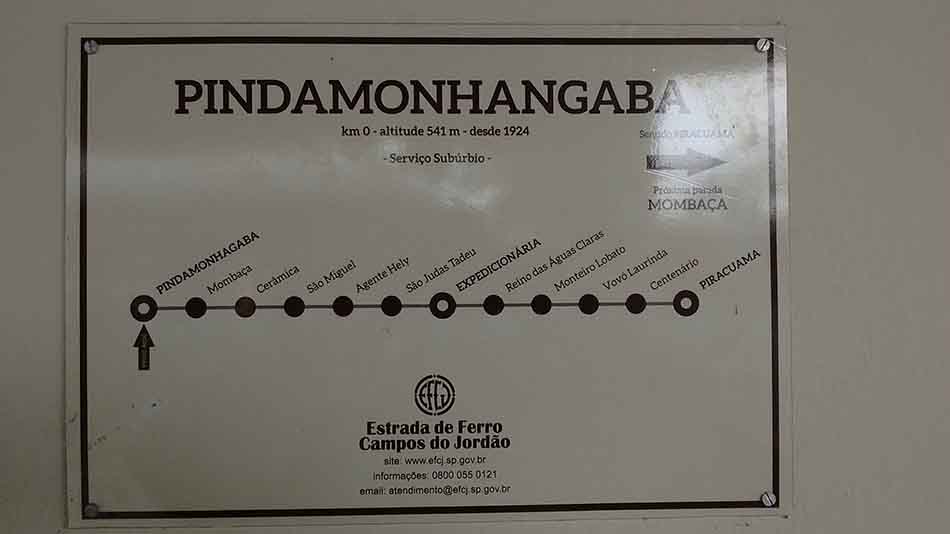 PINDAMONHANGABA
km 0 - altitude 541 m - desde 1924
- Serviço Subúrbio -
Sentido PIRACUAMA
Próxima parada
MOMBAÇA
PINDAMONHAGABA
Mombaça
Cerâmica
São Miguel
Agente Hely
São Judas Tadeu
EXPEDICIONÁRIA
Reino das Águas Claras
Monteiro Lobato
Vovó Laurinda
Centenário
PIRACUAMA
EFCJ
Estrada de Ferro
Campos do Jordão
site: www.efcj.sp.gov.br
informações: 0800 055 0121
email: atendimento@efcj.sp.gov.br